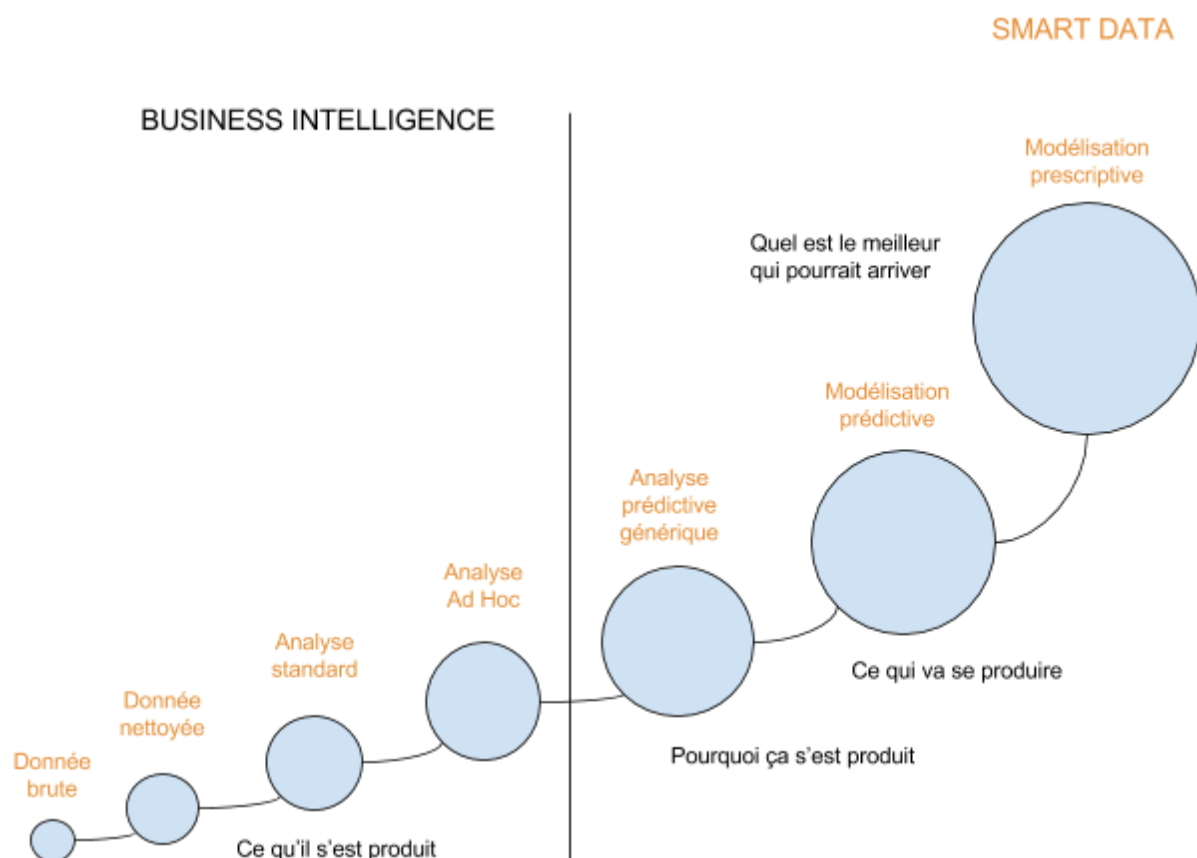 SMART DATA
BUSINESS INTELLIGENCE
Modélisation
prescriptive
Quel est le meilleur
qui pourrait arriver
Modélisation
prédictive
Analyse
prédictive
générique
Analyse
Ad Hoc
Analyse
standard
Ce qui va se produire
Donnée
nettoyée
Pourquoi ça s'est produit
Donnée
brute
Ce qu'il s'est produit